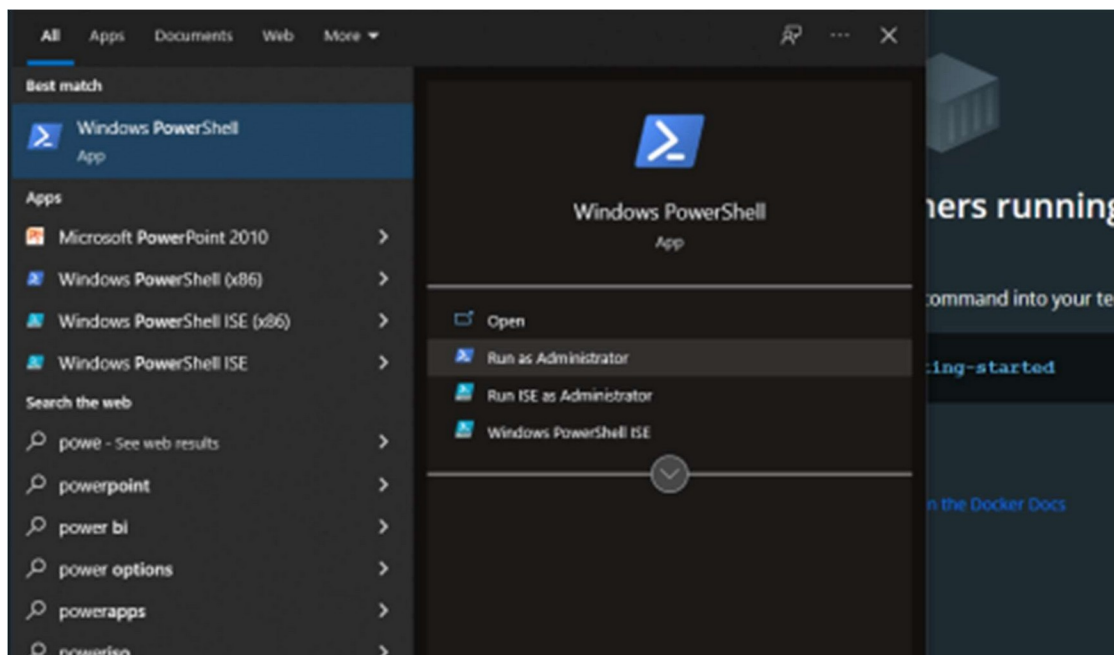 All Apps Documents Web More
Best match
Windows PowerShell
App
Apps
Microsoft PowerPoint 2010
Windows PowerShell (x86)
Windows PowerShell ISE (x86)
Windows PowerShell ISE
Search the web
powe - See web results
powerpoint
power bi
power options
powerapps
poweriso
Windows PowerShell
App
Open
Run as Administrator
Run ISE as Administrator
Windows PowerShell ISE
ners running
command into your te
ting-started
n the Docker Docs